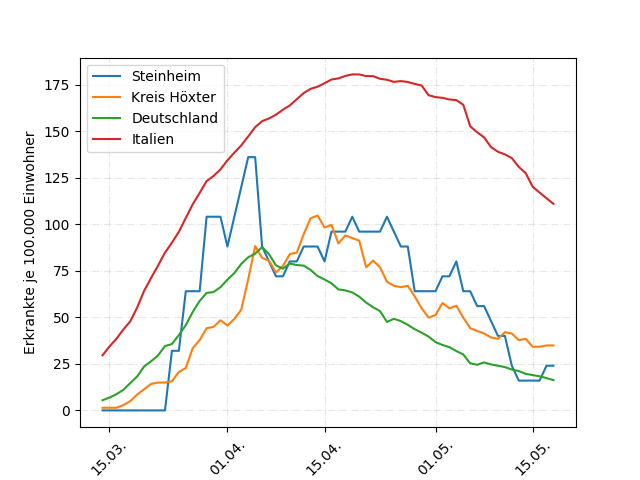 Steinheim
Kreis Höxter
Deutschland
Italien
Erkrankte je 100.000 Einwohner
175
150
125
100
75
50
25
0
15.03.
01.04.
15.04.
01.05.
15.05.